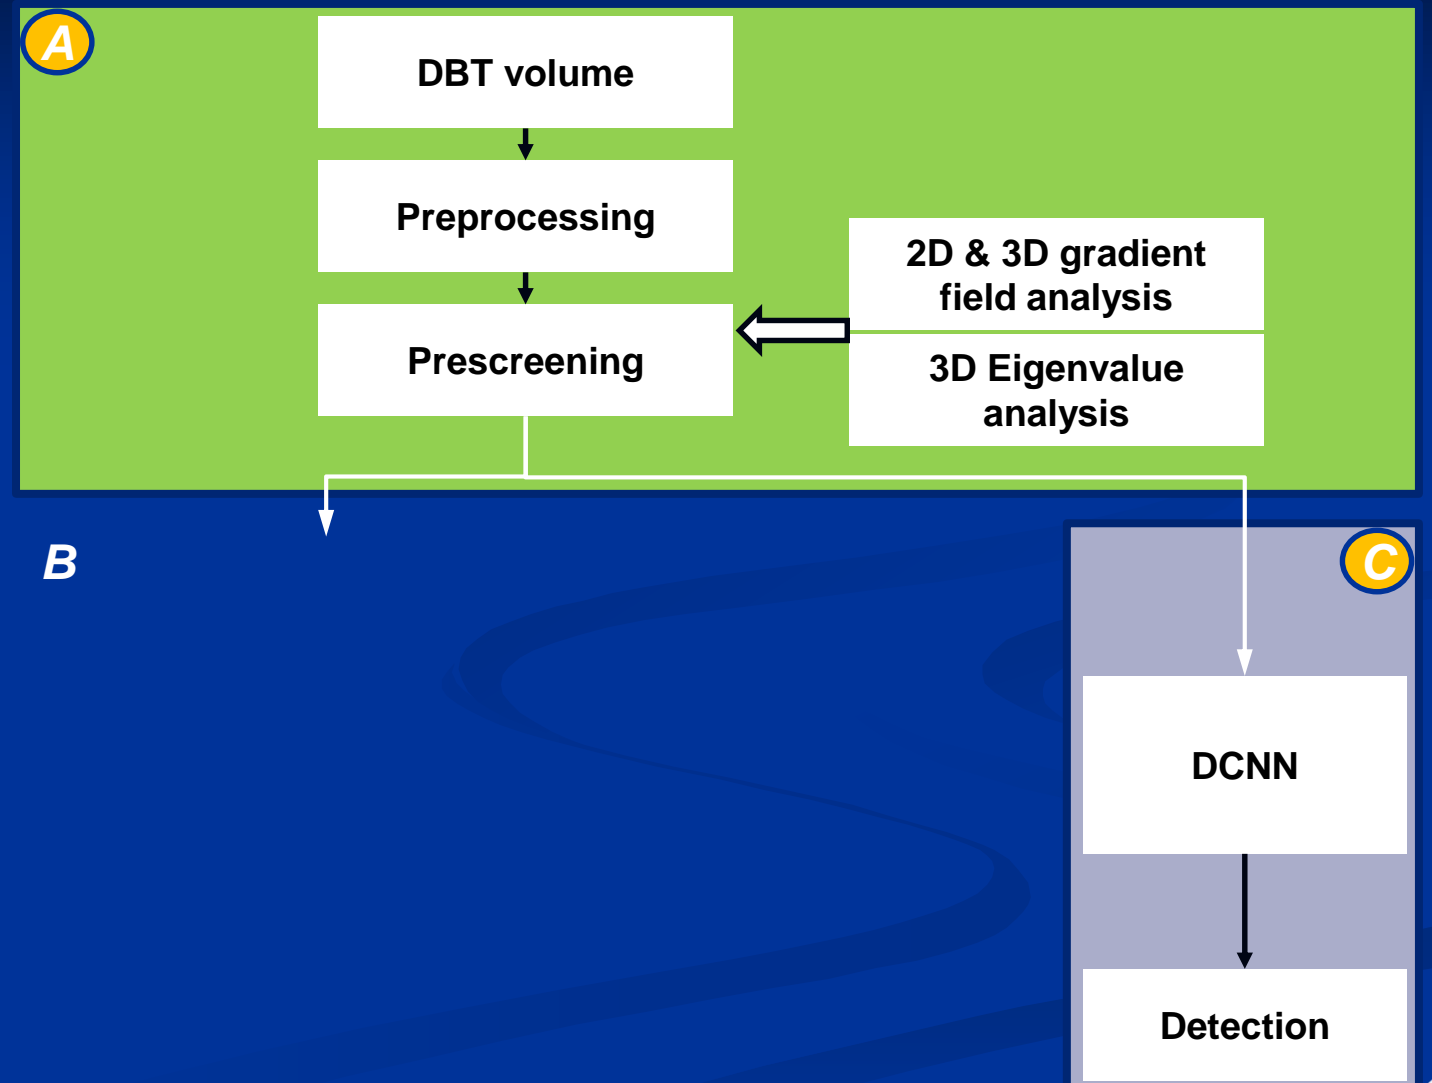 A
DBT volume
Preprocessing
2D & 3D gradient
field analysis
Prescreening
3D Eigenvalue
analysis
B
C
DCNN
Detection